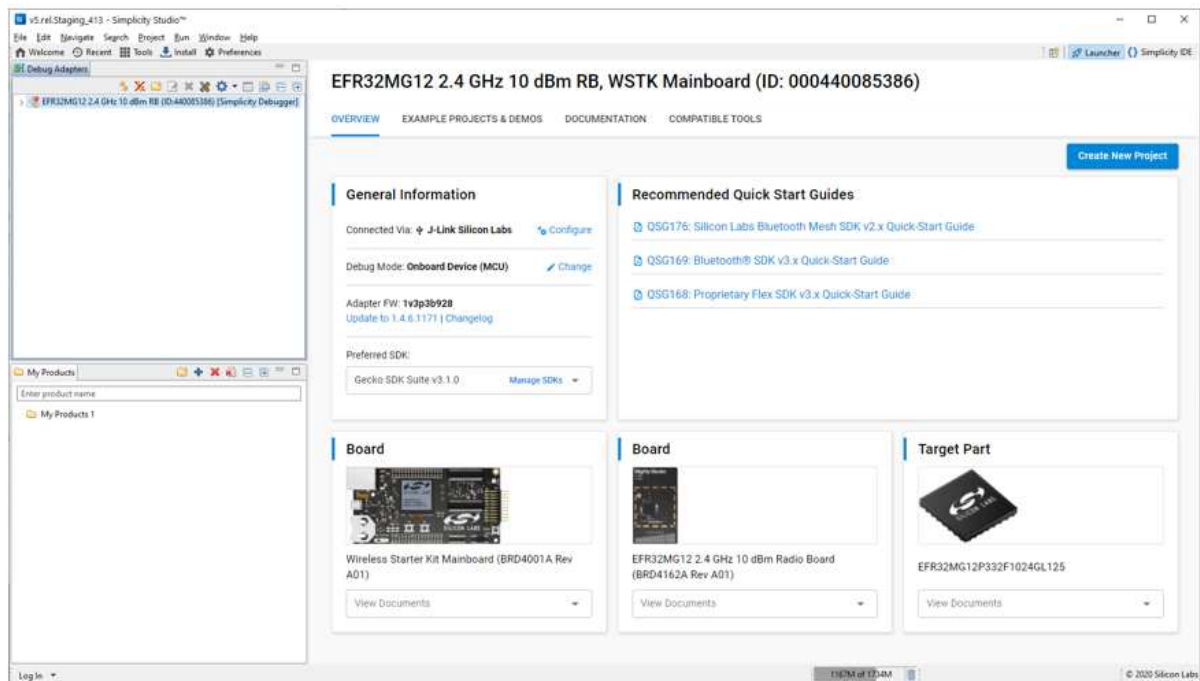 v5.rel.Staging_413 - Simplicity Studio™
File Edit Navigate Search Project Run Window Help
Welcome Recent Tools Install Preferences
Launcher {} Simplicity IDE
Debug Adapters
EFR32MG12 2.4 GHz 10 dBm RB (ID:440085386) [Simplicity Debugger]
EFR32MG12 2.4 GHz 10 dBm RB, WSTK Mainboard (ID: 000440085386)
OVERVIEW EXAMPLE PROJECTS & DEMOS DOCUMENTATION COMPATIBLE TOOLS
Create New Project
General Information
Connected Via: J-Link Silicon Labs Configure
Debug Mode: Onboard Device (MCU) Change
Adapter FW: 1v3p3b928
Update to 1.4.6.1171 | Changelog
Preferred SDK:
Gecko SDK Suite v3.1.0 Manage SDKs
Recommended Quick Start Guides
QSG176: Silicon Labs Bluetooth Mesh SDK v2.x Quick-Start Guide
QSG169: Bluetooth® SDK v3.x Quick-Start Guide
QSG168: Proprietary Flex SDK v3.x Quick-Start Guide
My Products
Enter product name
My Products 1
Board
SILICON LABS
Wireless Starter Kit Mainboard (BRD4001A Rev
A01)
View Documents
Board
EFR32MG12 2.4 GHz 10 dBm Radio Board
(BRD4162A Rev A01)
View Documents
Target Part
SILICON LABS
EFR32MG12P332F1024GL125
View Documents
Log In
1167M of 1234M
© 2020 Silicon Labs